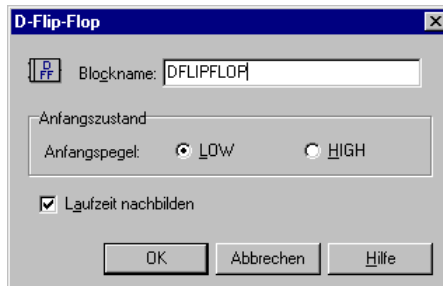 D-Flip-Flop
D
FF
Blockname: DFLIPFLOP
Anfangszustand
Anfangspegel: LOW HIGH
Laufzeit nachbilden
OK Abbrechen Hilfe